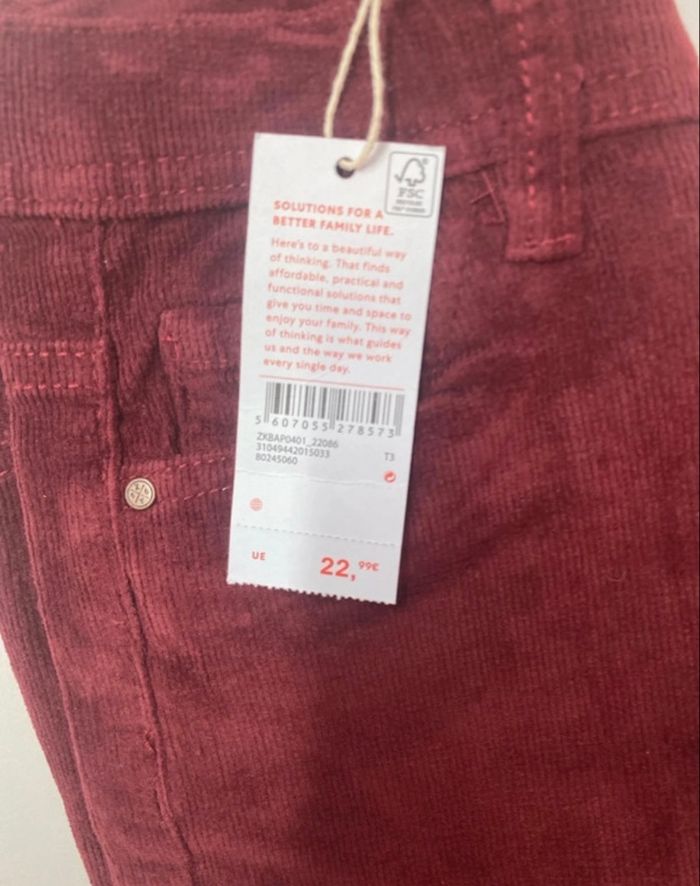 FSC
SOLUTIONS FOR A
BETTER FAMILY LIFE.
Here's to a beautiful way
of thinking. That finds
affordable, practical and
functional solutions that
give you time and space to
enjoy your family. This way
of thinking is what guides
us and the way we work
every single day.
5 607055 278573
ZKBAP0401_22086
31049442015033 T3
80245060
UE 22,99€